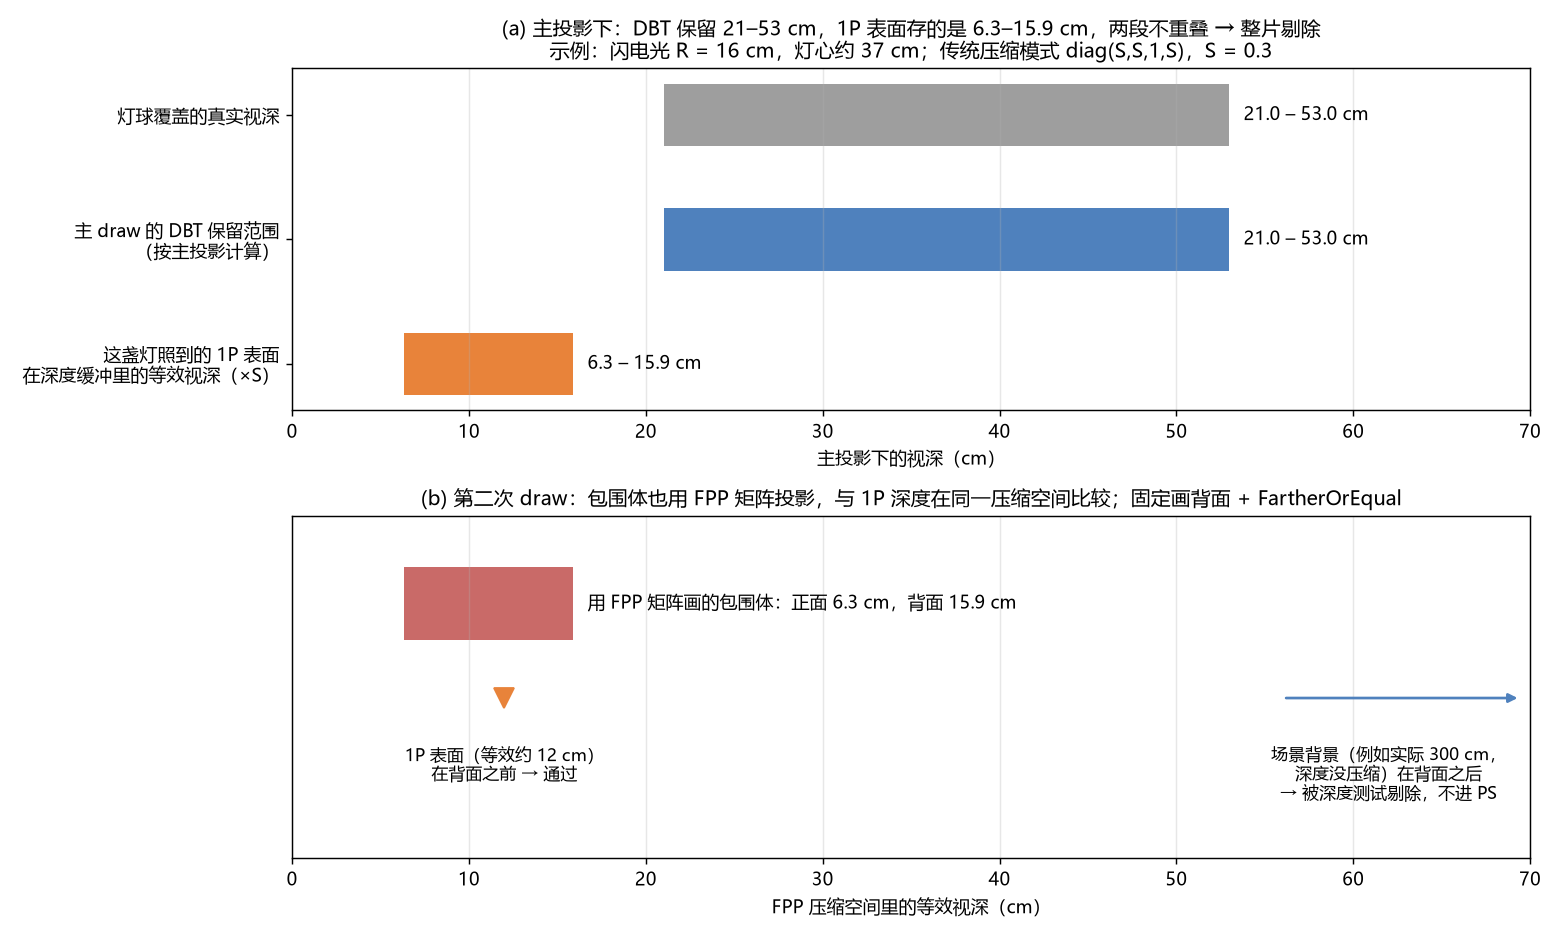 (a) 主投影下：DBT 保留 21–53 cm，1P 表面存的是 6.3–15.9 cm，两段不重叠 → 整片剔除
示例：闪电光 R = 16 cm，灯心约 37 cm；传统压缩模式 diag(S,S,1,S)，S = 0.3
灯球覆盖的真实视深
21.0 – 53.0 cm
主 draw 的 DBT 保留范围
（按主投影计算）
21.0 – 53.0 cm
这盏灯照到的 1P 表面
在深度缓冲里的等效视深（×S）
6.3 – 15.9 cm
0 10 20 30 40 50 60 70
主投影下的视深（cm）
(b) 第二次 draw：包围体也用 FPP 矩阵投影，与 1P 深度在同一压缩空间比较；固定画背面 + FartherOrEqual
用 FPP 矩阵画的包围体：正面 6.3 cm，背面 15.9 cm
1P 表面（等效约 12 cm）
在背面之前 → 通过
场景背景（例如实际 300 cm，
深度没压缩）在背面之后
→ 被深度测试剔除，不进 PS
0 10 20 30 40 50 60 70
FPP 压缩空间里的等效视深（cm）